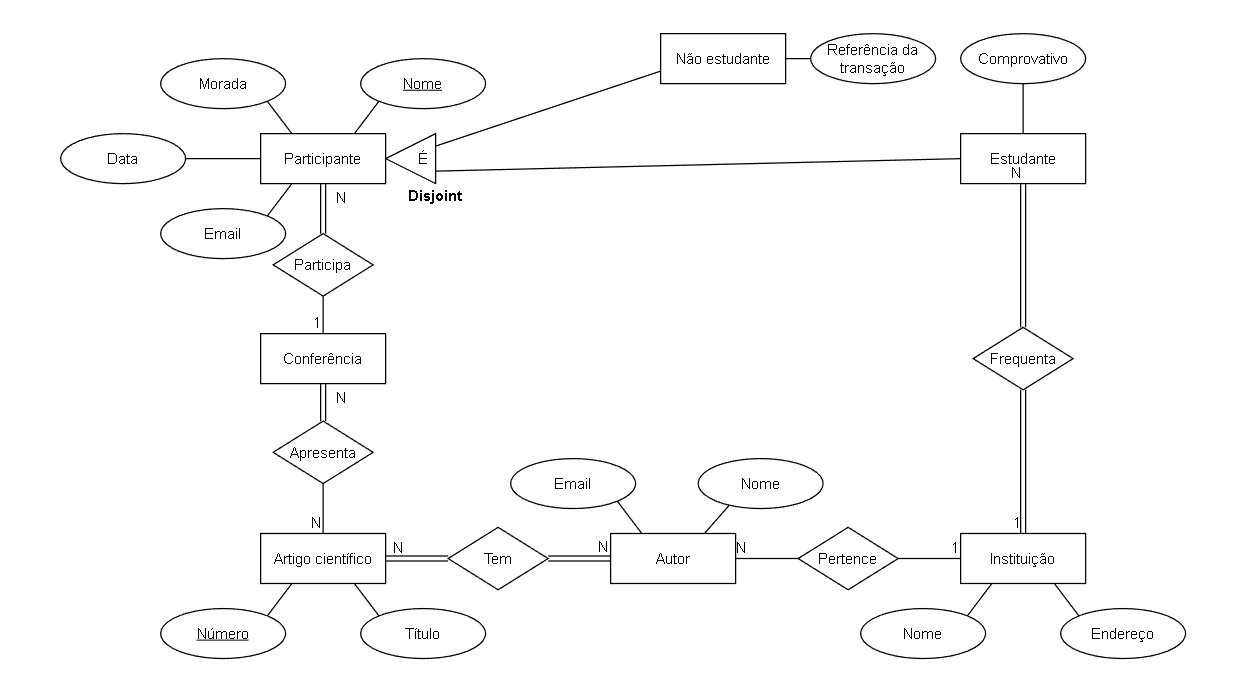 Não estudante
Referência da
transação
Comprovativo
Morada
Nome
Data
Participante
É
Estudante
N
Disjoint
N
Email
Participa
1
Conferência
Frequenta
N
Apresenta
Email
Nome
N
1
Artigo científico
N
Tem
N
Autor
N
Pertence
1
Instituição
Número
Título
Nome
Endereço